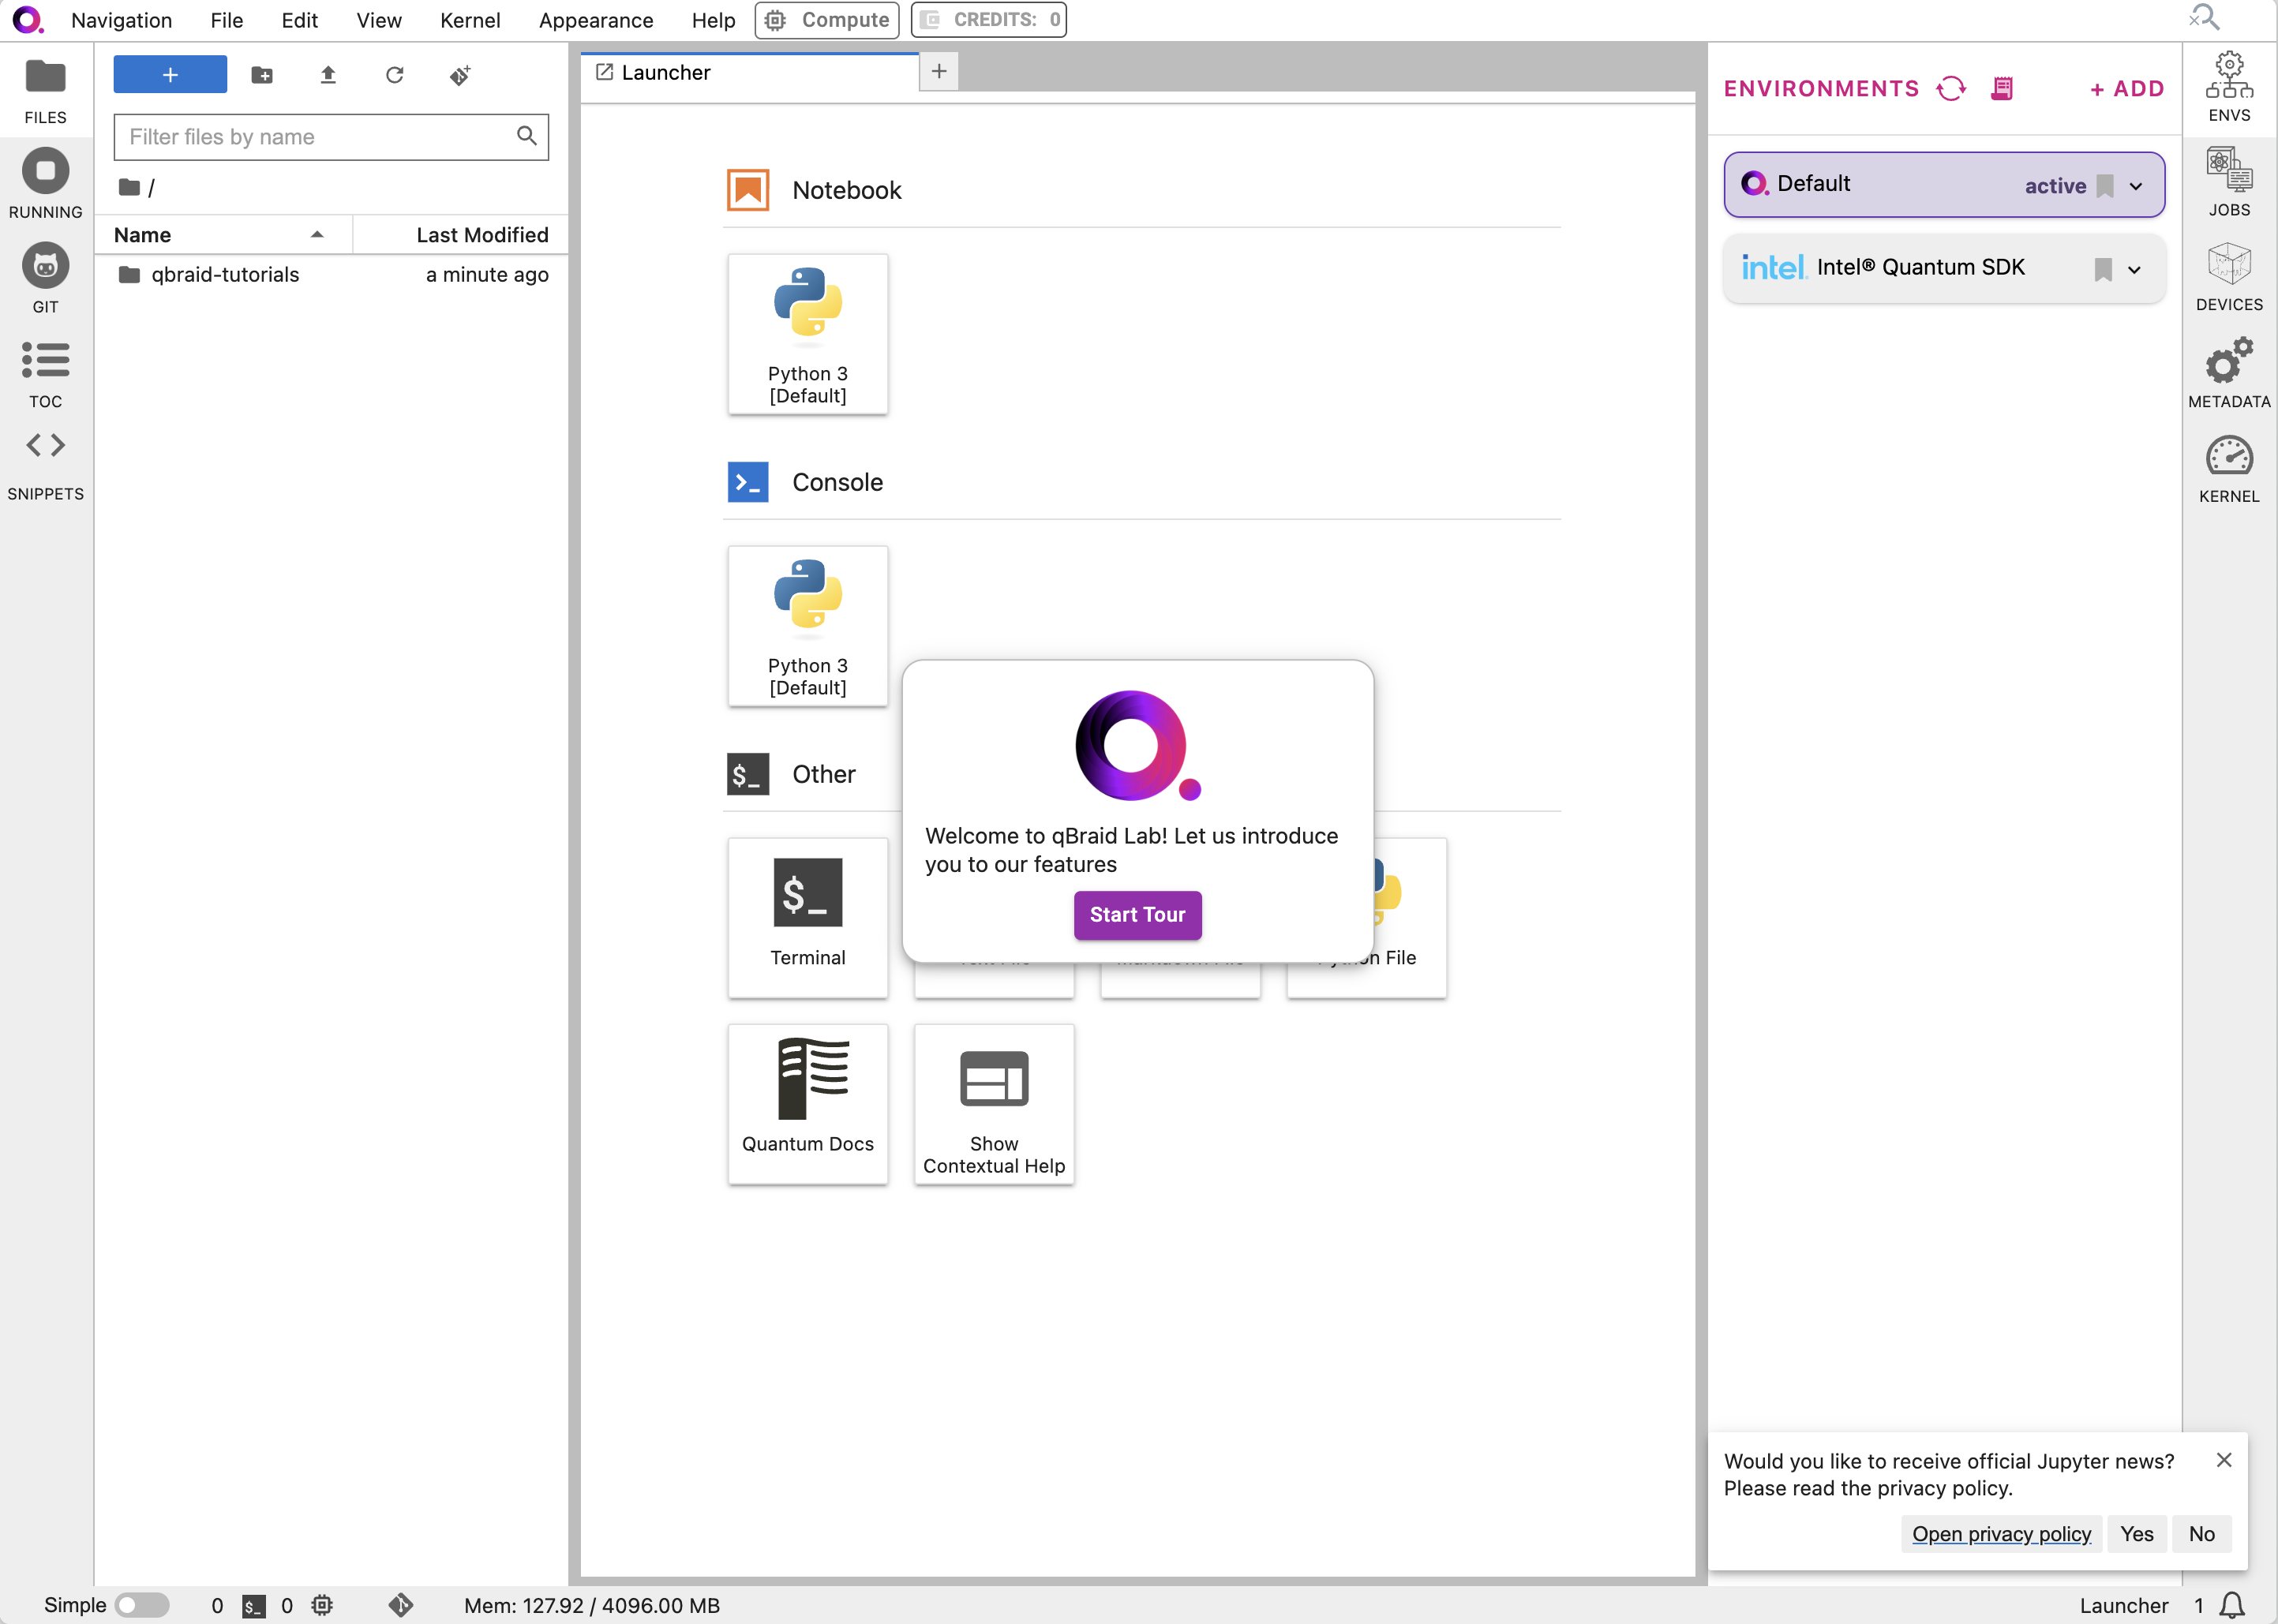 Navigation File Edit View Kernel Appearance Help Compute CREDITS: 0
FILES
RUNNING
GIT
TOC
SNIPPETS
+
Filter files by name
/
Name Last Modified
qbraid-tutorials a minute ago
Launcher +
Notebook
Python 3
[Default]
Console
>_
Python 3
[Default]
$_ Other
$_
Terminal
n File
Quantum Docs
Show
Contextual Help
Welcome to qBraid Lab! Let us introduce
you to our features
Start Tour
ENVIRONMENTS + ADD
Default active
intel. Intel® Quantum SDK
ENVS
JOBS
DEVICES
METADATA
KERNEL
Would you like to receive official Jupyter news?
Please read the privacy policy.
Open privacy policy Yes No
Simple 0 $_ 0 Mem: 127.92 / 4096.00 MB Launcher 1